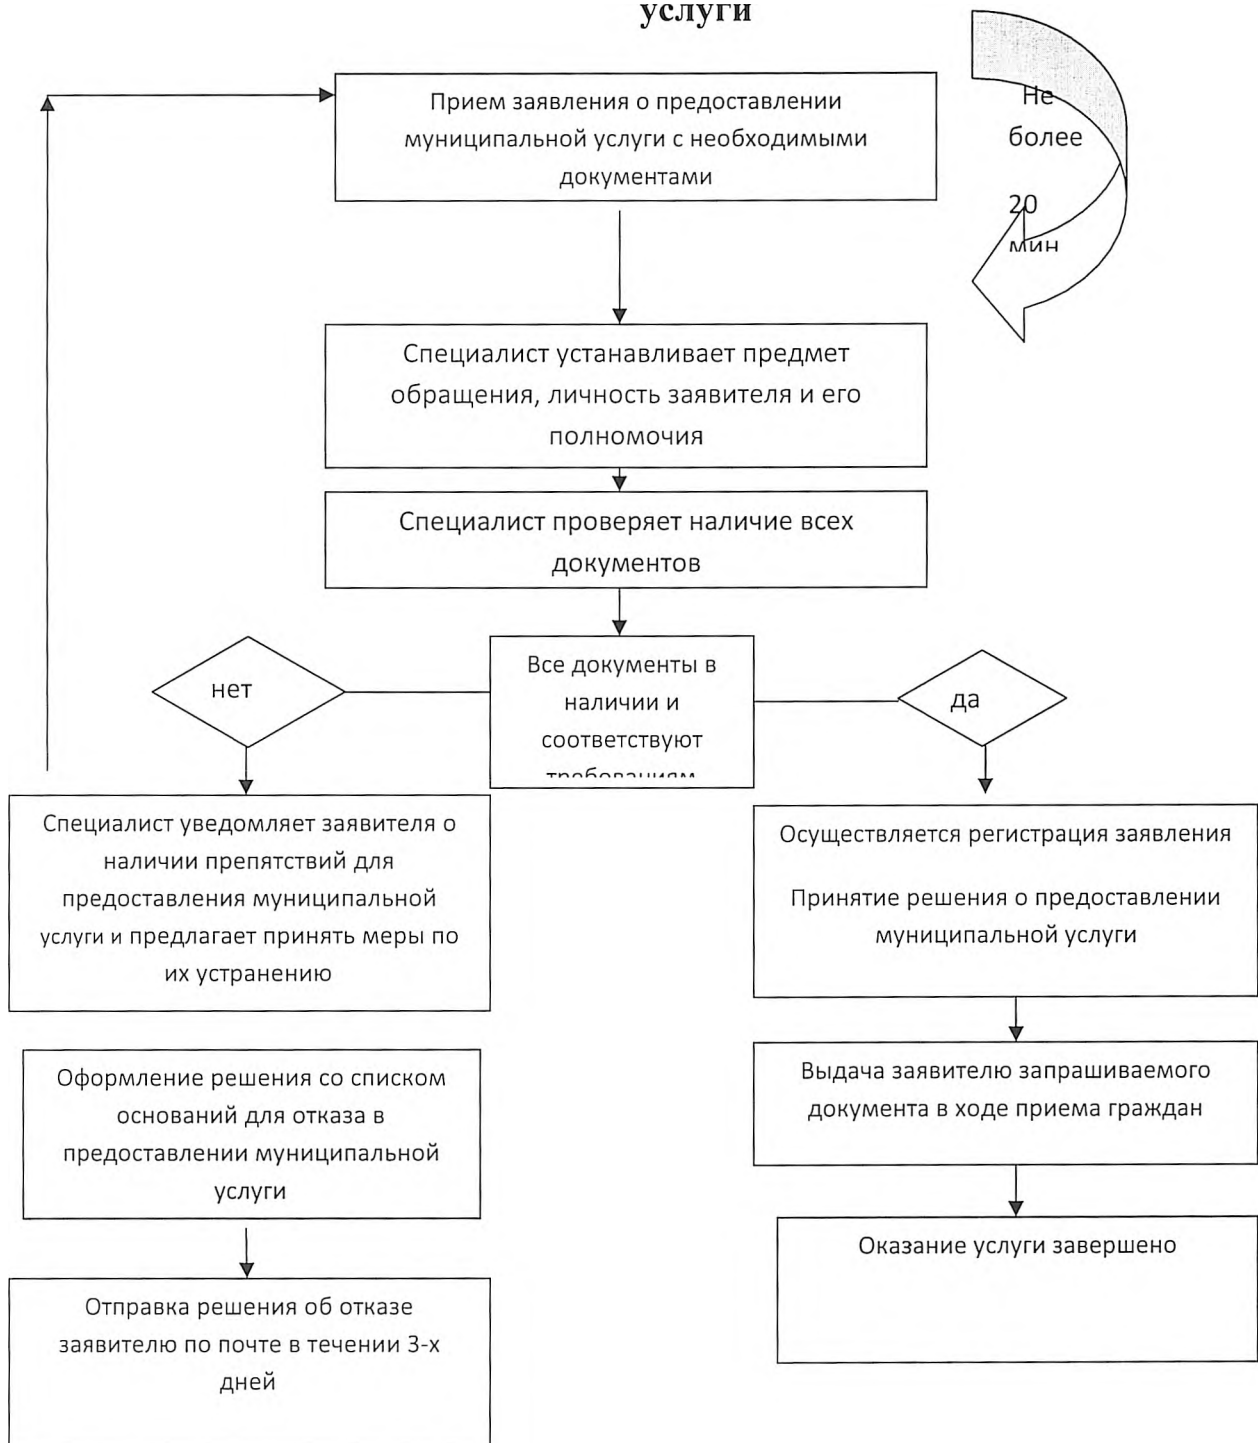 услуги
Прием заявления о предоставлении
муниципальной услуги с необходимыми
документами
Не
более
20
мин
Специалист устанавливает предмет
обращения, личность заявителя и его
полномочия
Специалист проверяет наличие всех
документов
Все документы в
наличии и
соответствуют
требованиям
нет
да
Специалист уведомляет заявителя о
наличии препятствий для
предоставления муниципальной
услуги и предлагает принять меры по
их устранению
Осуществляется регистрация заявления
Принятие решения о предоставлении
муниципальной услуги
Оформление решения со списком
оснований для отказа в
предоставлении муниципальной
услуги
Выдача заявителю запрашиваемого
документа в ходе приема граждан
Отправка решения об отказе
заявителю по почте в течении 3-х
дней
Оказание услуги завершено